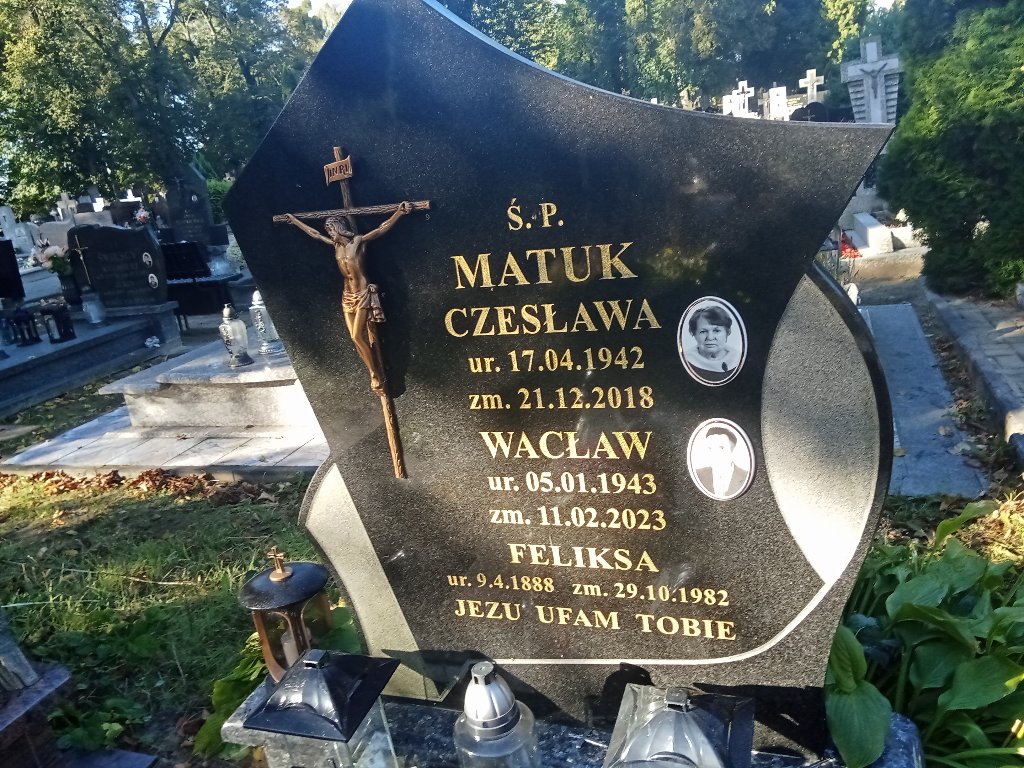 INRI
Ś. P.
MATUK
CZESŁAWA
ur. 17.04.1942
zm. 21.12.2018
WACŁAW
ur. 05.01.1943
zm. 11.02.2023
FELIKSA
ur. 9.4.1888 zm. 29.10.1982
JEZU UFAM TOBIE